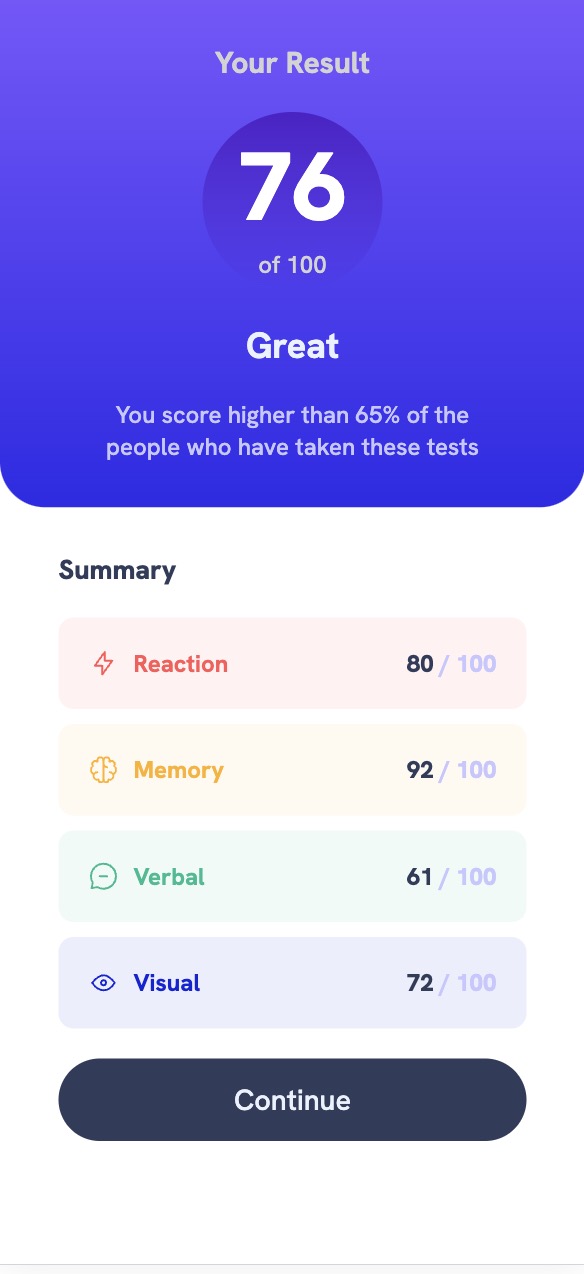 Your Result
76
of 100
Great
You score higher than 65% of the
people who have taken these tests
Summary
Reaction 80 / 100
Memory 92 / 100
Verbal 61 / 100
Visual 72 / 100
Continue